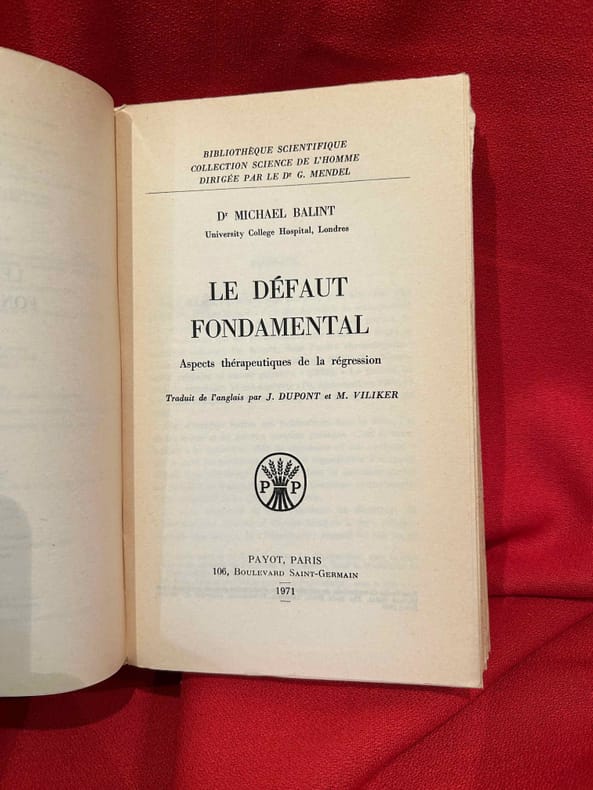 BIBLIOTHÈQUE SCIENTIFIQUE
COLLECTION SCIENCE DE L'HOMME
DIRIGÉE PAR LE Dr G. MENDEL
Dr MICHAEL BALINT
University College Hospital, Londres
LE DÉFAUT
FONDAMENTAL
Aspects thérapeutiques de la régression
Traduit de l'anglais par J. DUPONT et M. VILIKER
P P
PAYOT, PARIS
106, BOULEVARD SAINT-GERMAIN
1971